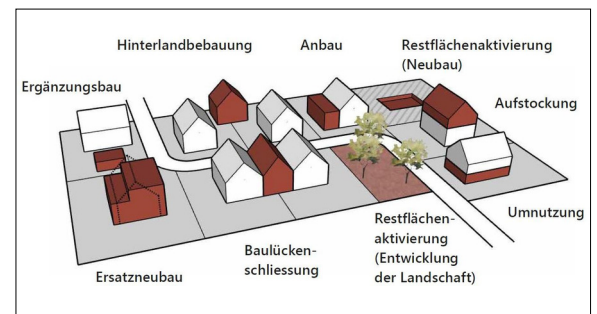 Hinterlandbebauung
Anbau
Restflächenaktivierung
(Neubau)
Ergänzungsbau
Aufstockung
Umnutzung
Restflächen-
aktivierung
(Entwicklung
der Landschaft)
Baulücken-
schliessung
Ersatzneubau